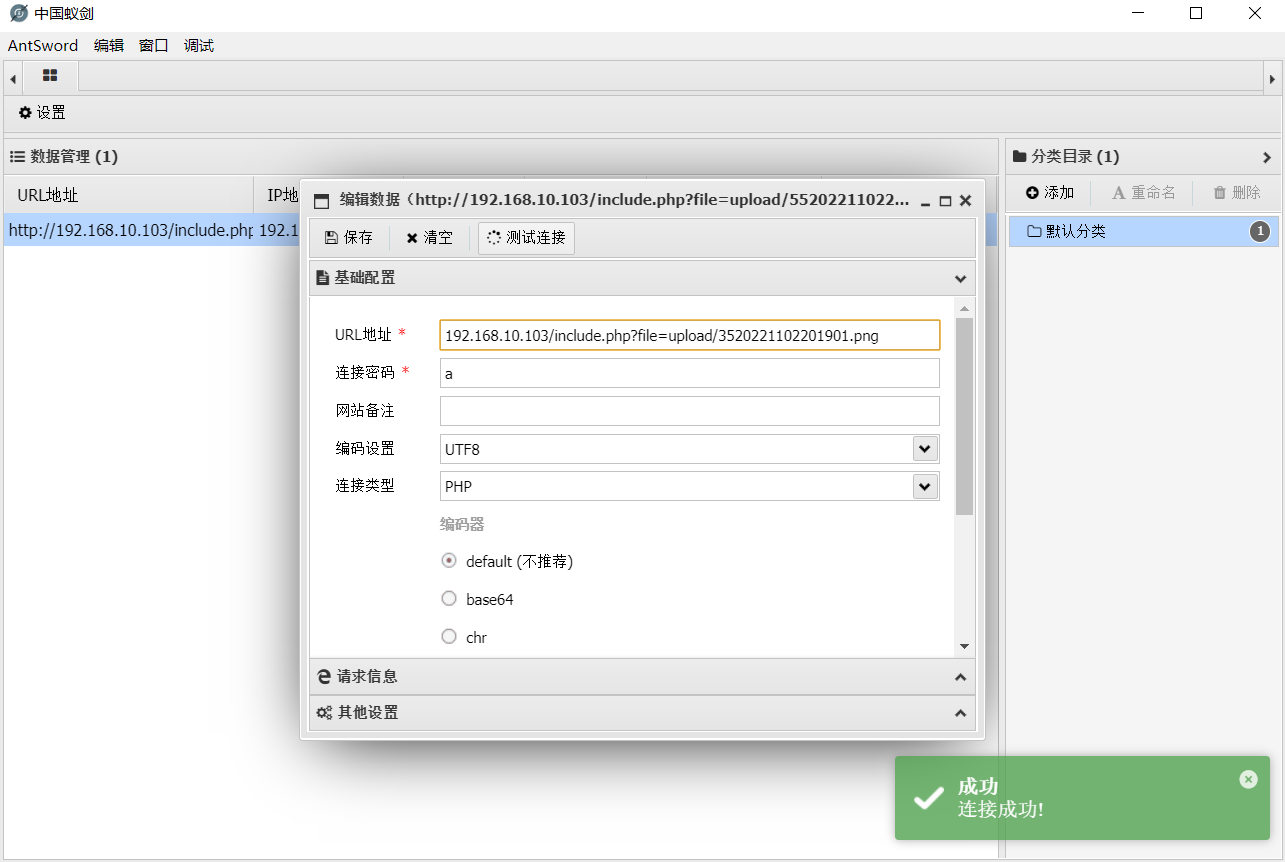 中国蚁剑
AntSword 编辑 窗口 调试
设置
数据管理 (1)
URL地址 IP地
http://192.168.10.103/include.php 192.1
分类目录 (1)
添加 重命名 删除
默认分类 1
编辑数据（http://192.168.10.103/include.php?file=upload/55202211022...
保存 清空 测试连接
基础配置
URL地址 * 192.168.10.103/include.php?file=upload/3520221102201901.png
连接密码 * a
网站备注
编码设置 UTF8
连接类型 PHP
编码器
default (不推荐)
base64
chr
请求信息
其他设置
成功
连接成功!